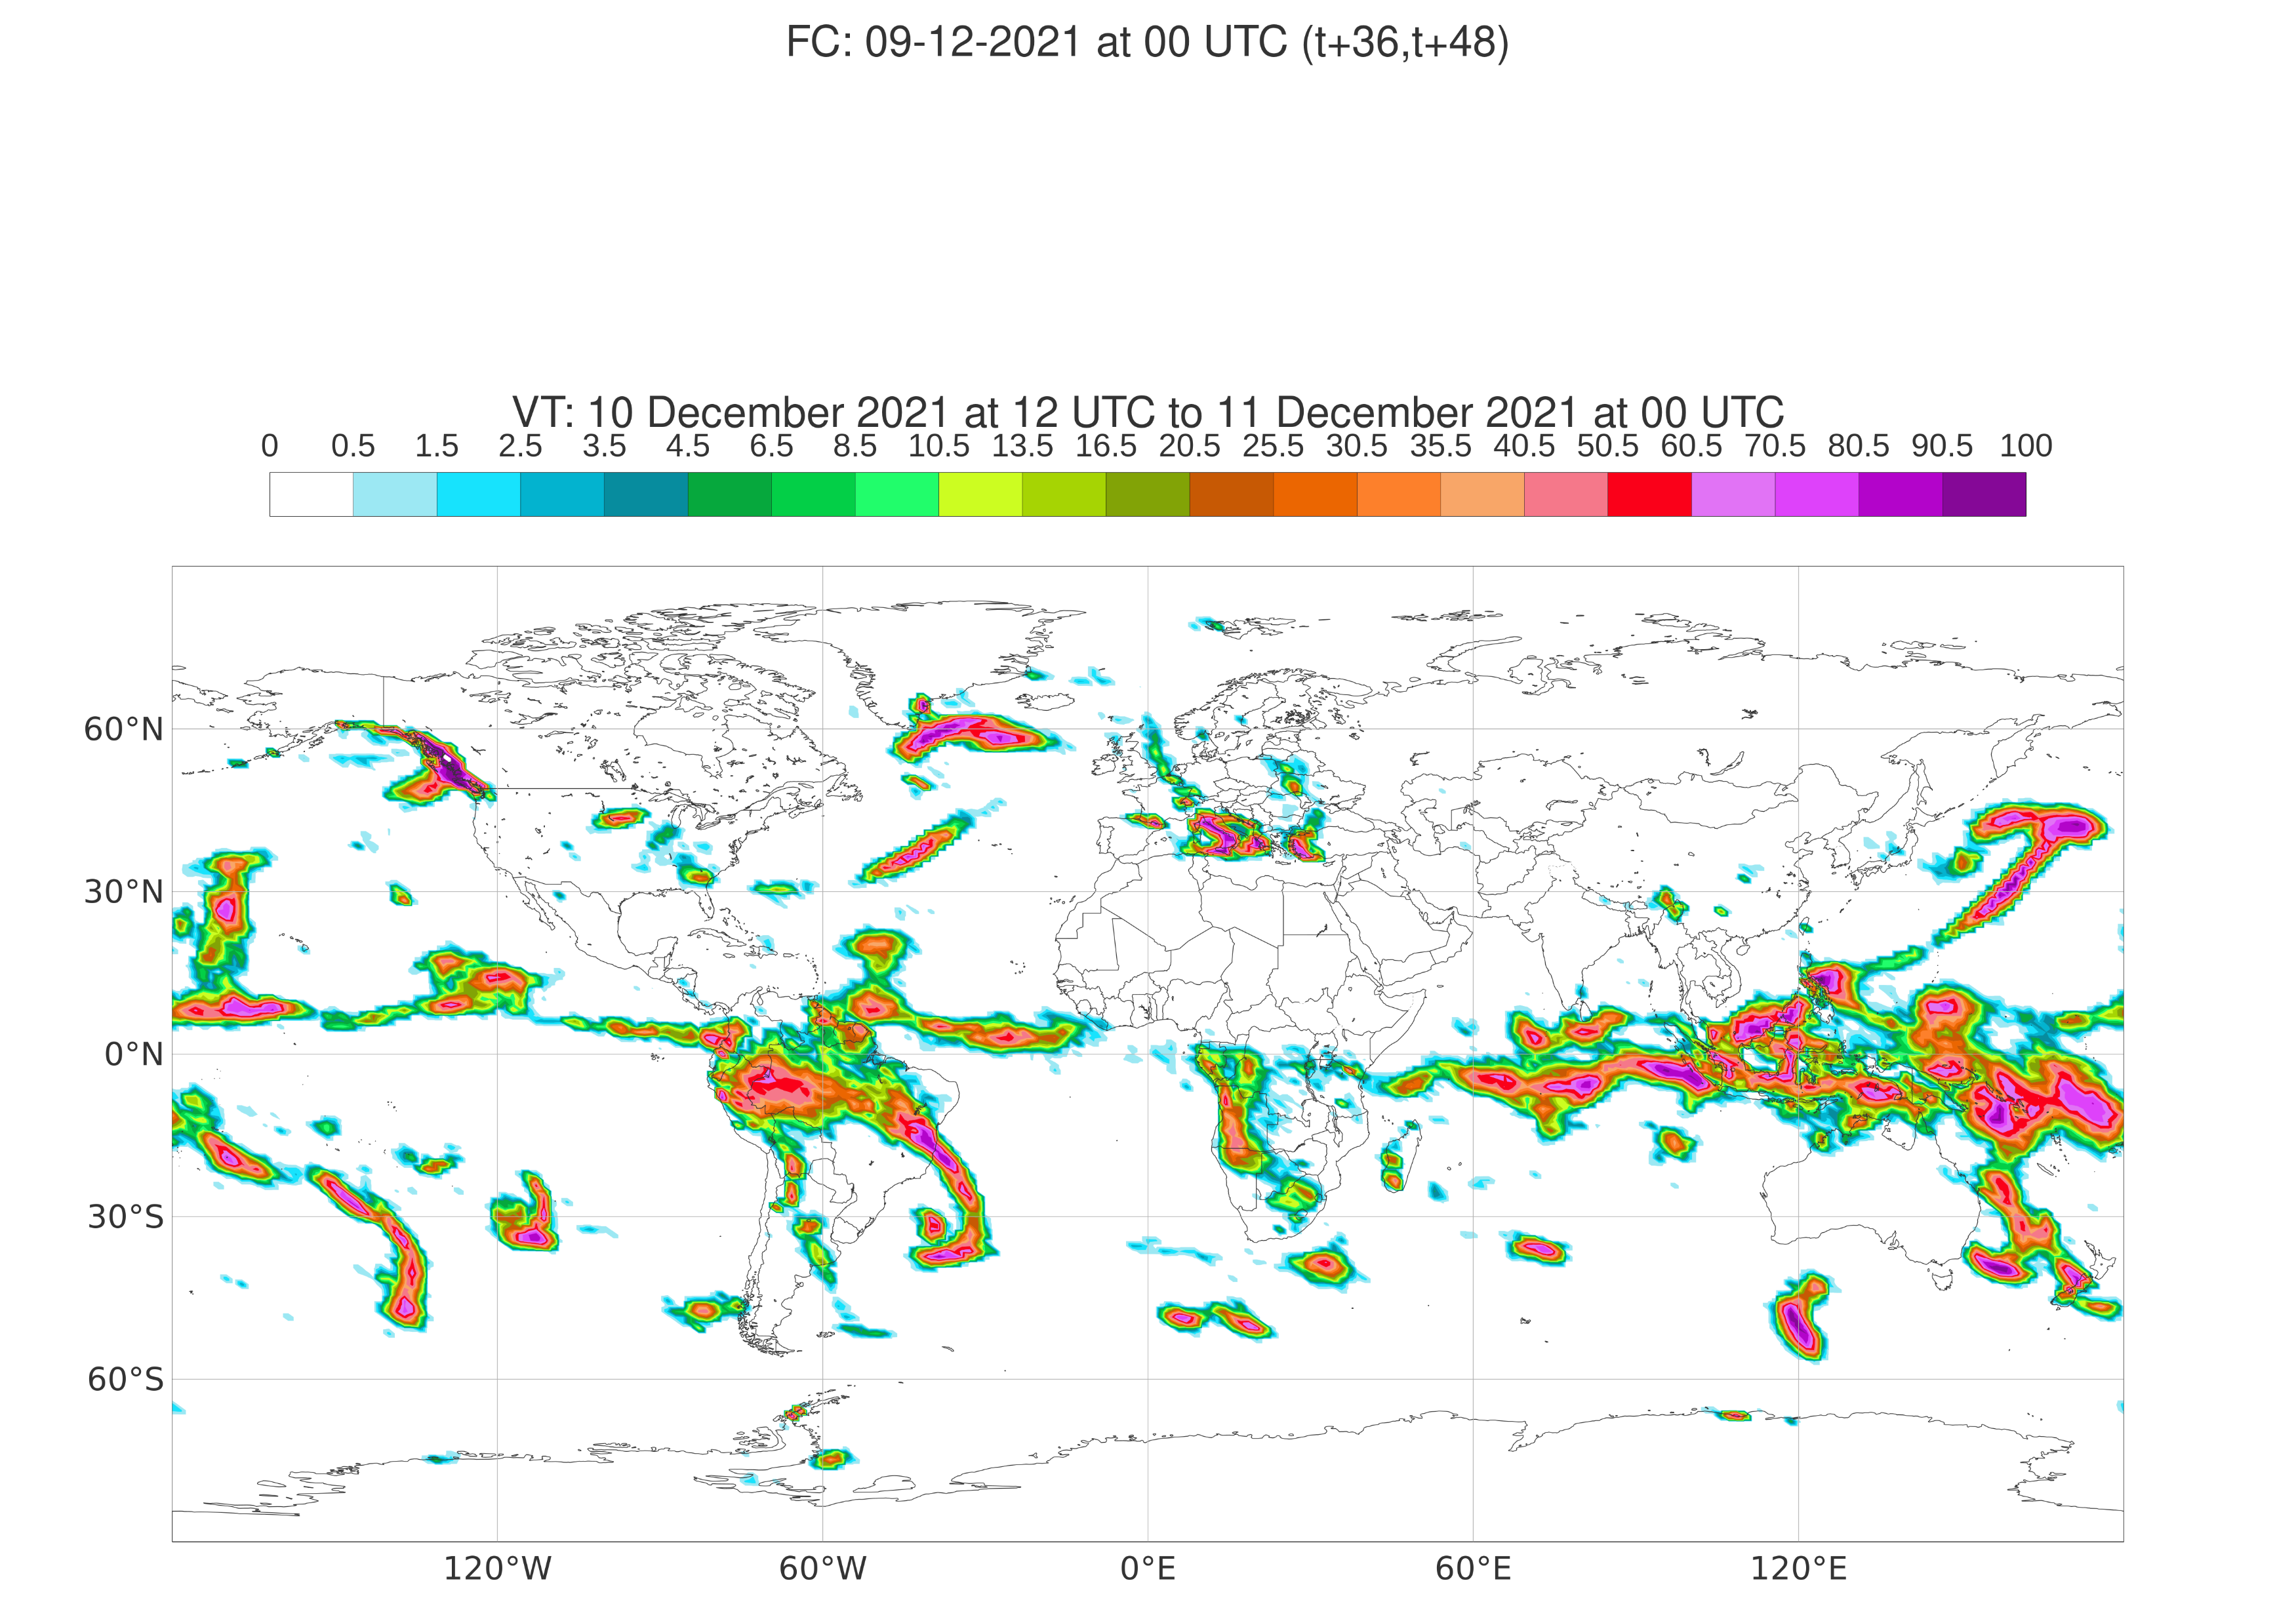 FC: 09-12-2021 at 00 UTC (t+36,t+48)
VT: 10 December 2021 at 12 UTC to 11 December 2021 at 00 UTC
0 0.5 1.5 2.5 3.5 4.5 6.5 8.5 10.5 13.5 16.5 20.5 25.5 30.5 35.5 40.5 50.5 60.5 70.5 80.5 90.5 100
60°N
30°N
0°N
30°S
60°S
120°W 60°W 0°E 60°E 120°E